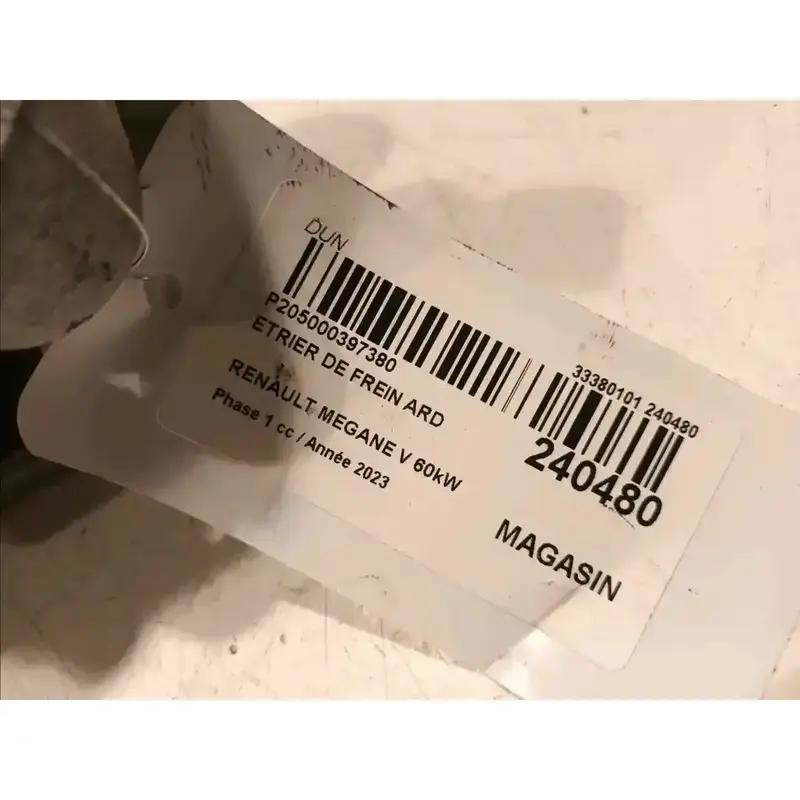 DUN
P205000397380
33380101 240480
ETRIER DE FREIN ARD
240480
RENAULT MEGANE V 60kW
Phase 1 cc / Année 2023
MAGASIN